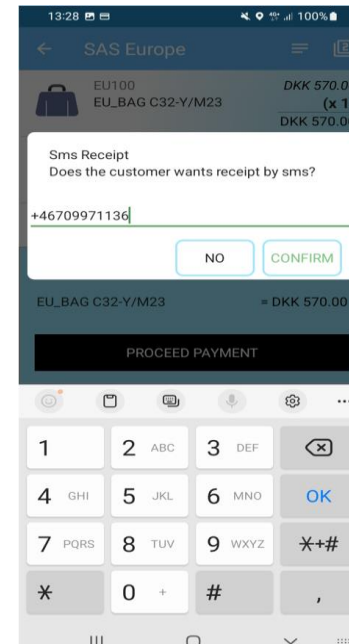 13:28 100%
SAS Europe
EU100 DKK 570.0
EU_BAG C32-Y/M23 (x 1
DKK 570.00
Sms Receipt
Does the customer wants receipt by sms?
+46709971136
NO CONFIRM
EU_BAG C32-Y/M23 = DKK 570.00
PROCEED PAYMENT
1 2 ABC 3 DEF
4 GHI 5 JKL 6 MNO OK
7 PQRS 8 TUV 9 WXYZ *+#
* 0 + # ,